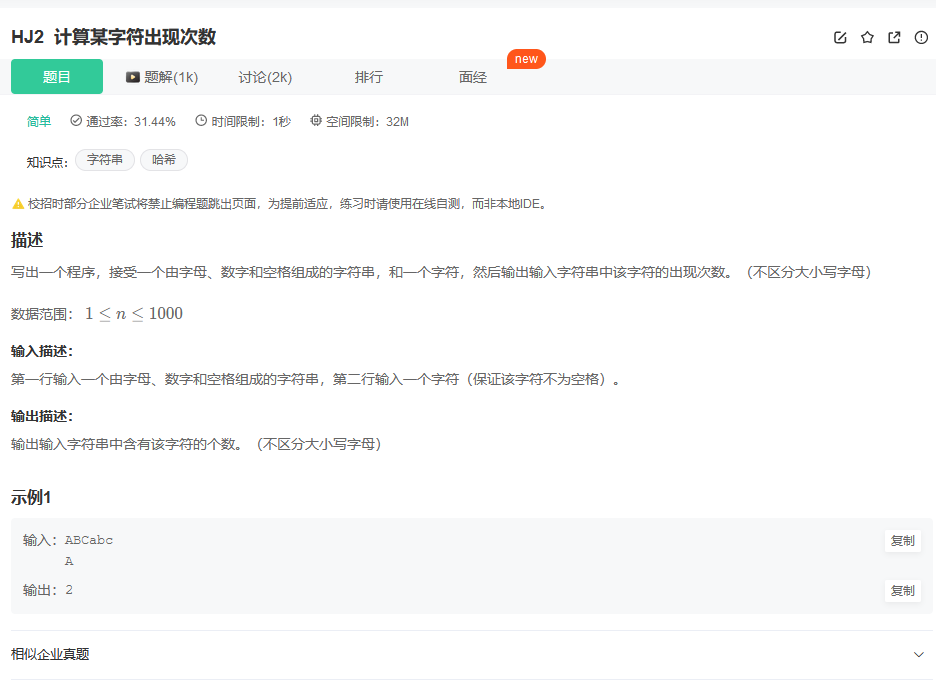 HJ2 计算某字符出现次数
new
题目 题解(1k) 讨论(2k) 排行 面经
简单 通过率：31.44% 时间限制：1秒 空间限制：32M
知识点： 字符串 哈希
校招时部分企业笔试将禁止编程题跳出页面，为提前适应，练习时请使用在线自测，而非本地IDE。
描述
写出一个程序，接受一个由字母、数字和空格组成的字符串，和一个字符，然后输出输入字符串中该字符的出现次数。（不区分大小写字母）
数据范围： 1 ≤ n ≤ 1000
输入描述：
第一行输入一个由字母、数字和空格组成的字符串，第二行输入一个字符（保证该字符不为空格）。
输出描述：
输出输入字符串中含有该字符的个数。（不区分大小写字母）
示例1
输入：ABCabc 复制
A
输出：2 复制
相似企业真题